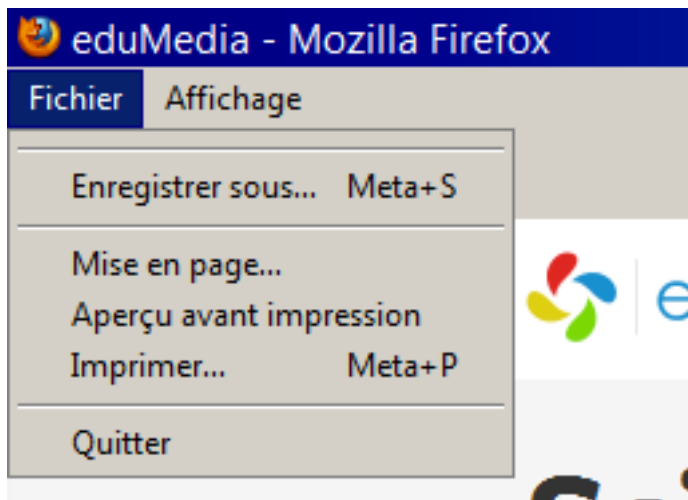 eduMedia - Mozilla Firefox
Fichier Affichage
Enregistrer sous... Meta+S
Mise en page...
Aperçu avant impression
Imprimer... Meta+P
Quitter
e